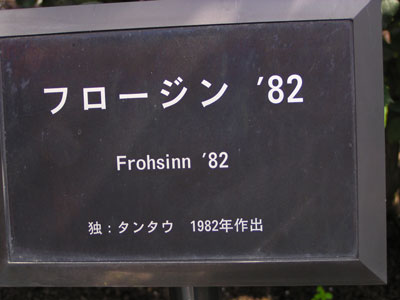 フロージン ’82
Frohsinn ’82
独：タンタウ 1982年作出